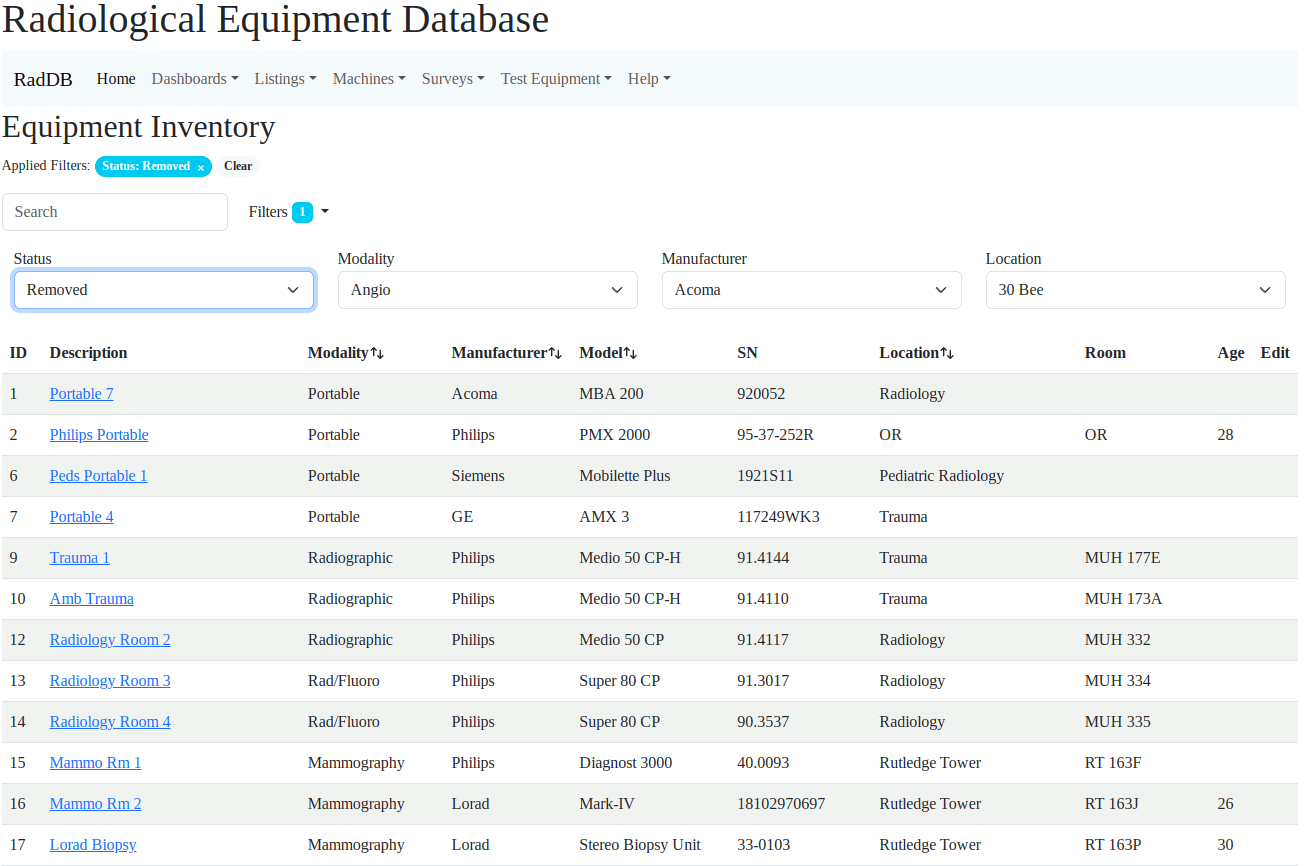 Radiological Equipment Database
RadDB Home Dashboards Listings Machines Surveys Test Equipment Help
Equipment Inventory
Applied Filters: Status: Removed × Clear
Search Filters 1
Status Modality Manufacturer Location
Removed Angio Acoma 30 Bee
ID Description Modality Manufacturer Model SN Location Room Age Edit
1 Portable 7 Portable Acoma MBA 200 920052 Radiology
2 Philips Portable Portable Philips PMX 2000 95-37-252R OR OR 28
6 Peds Portable 1 Portable Siemens Mobilette Plus 1921S11 Pediatric Radiology
7 Portable 4 Portable GE AMX 3 117249WK3 Trauma
9 Trauma 1 Radiographic Philips Medio 50 CP-H 91.4144 Trauma MUH 177E
10 Amb Trauma Radiographic Philips Medio 50 CP-H 91.4110 Trauma MUH 173A
12 Radiology Room 2 Radiographic Philips Medio 50 CP 91.4117 Radiology MUH 332
13 Radiology Room 3 Rad/Fluoro Philips Super 80 CP 91.3017 Radiology MUH 334
14 Radiology Room 4 Rad/Fluoro Philips Super 80 CP 90.3537 Radiology MUH 335
15 Mammo Rm 1 Mammography Philips Diagnost 3000 40.0093 Rutledge Tower RT 163F
16 Mammo Rm 2 Mammography Lorad Mark-IV 18102970697 Rutledge Tower RT 163J 26
17 Lorad Biopsy Mammography Lorad Stereo Biopsy Unit 33-0103 Rutledge Tower RT 163P 30